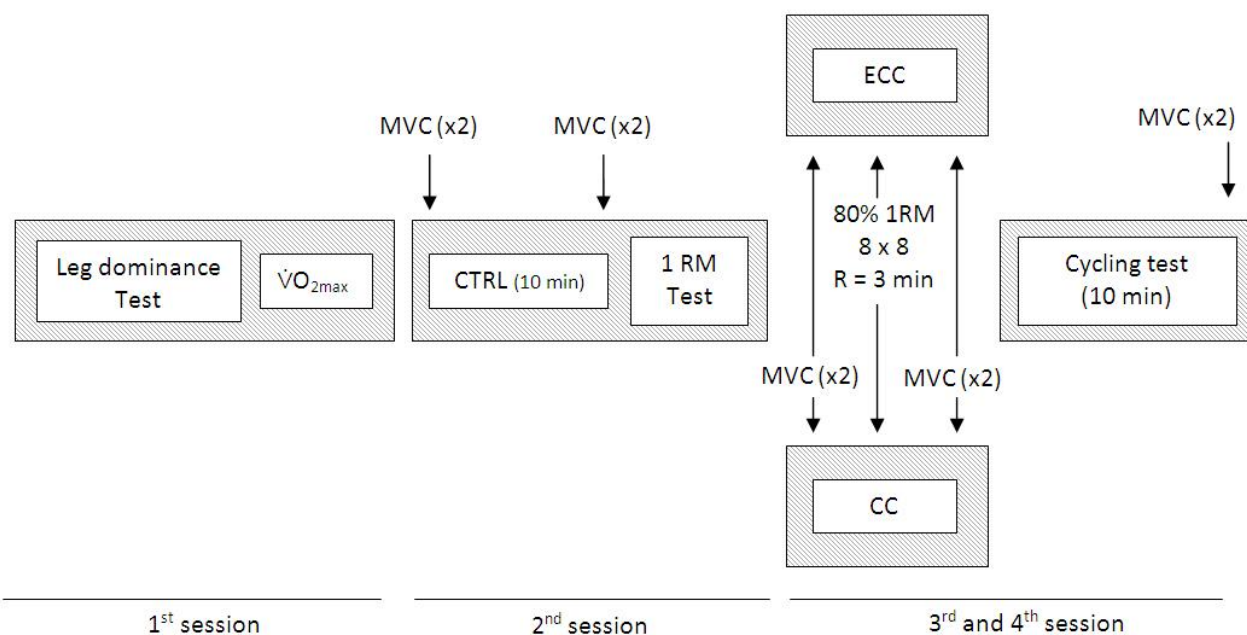 ECC
MVC (x2)
MVC (x2)
MVC (x2)
Leg dominance
Test
V̇O2max
CTRL (10 min)
1 RM
Test
80% 1RM
8 x 8
R = 3 min
Cycling test
(10 min)
MVC (x2)
MVC (x2)
CC
1st session
2nd session
3rd and 4th session